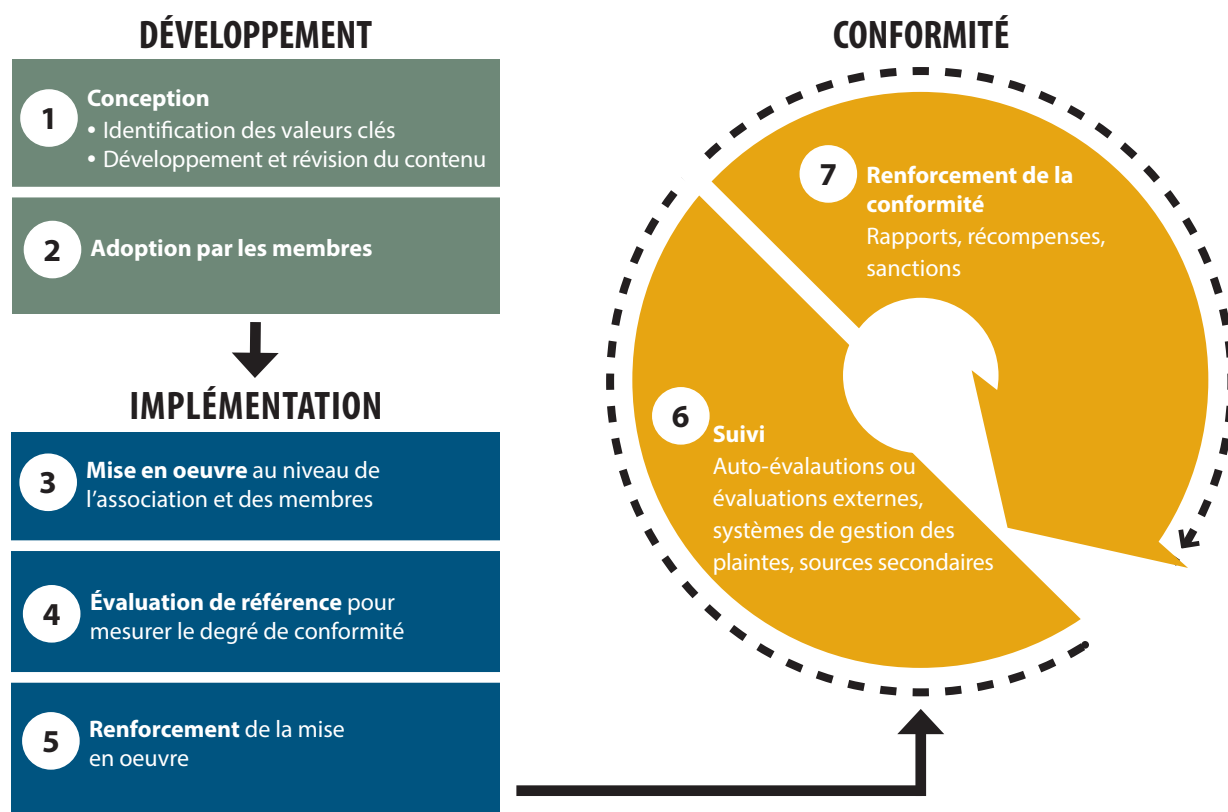 DÉVELOPPEMENT
1
Conception
• Identification des valeurs clés
• Développement et révision du contenu
2
Adoption par les membres
IMPLÉMENTATION
3
Mise en oeuvre au niveau de
l'association et des membres
4
Évaluation de référence pour
mesurer le degré de conformité
5
Renforcement de la mise
en oeuvre
CONFORMITÉ
7
Renforcement de la
conformité
Rapports, récompenses,
sanctions
6
Suivi
Auto-évalautions ou
évaluations externes,
systèmes de gestion des
plaintes, sources secondaires